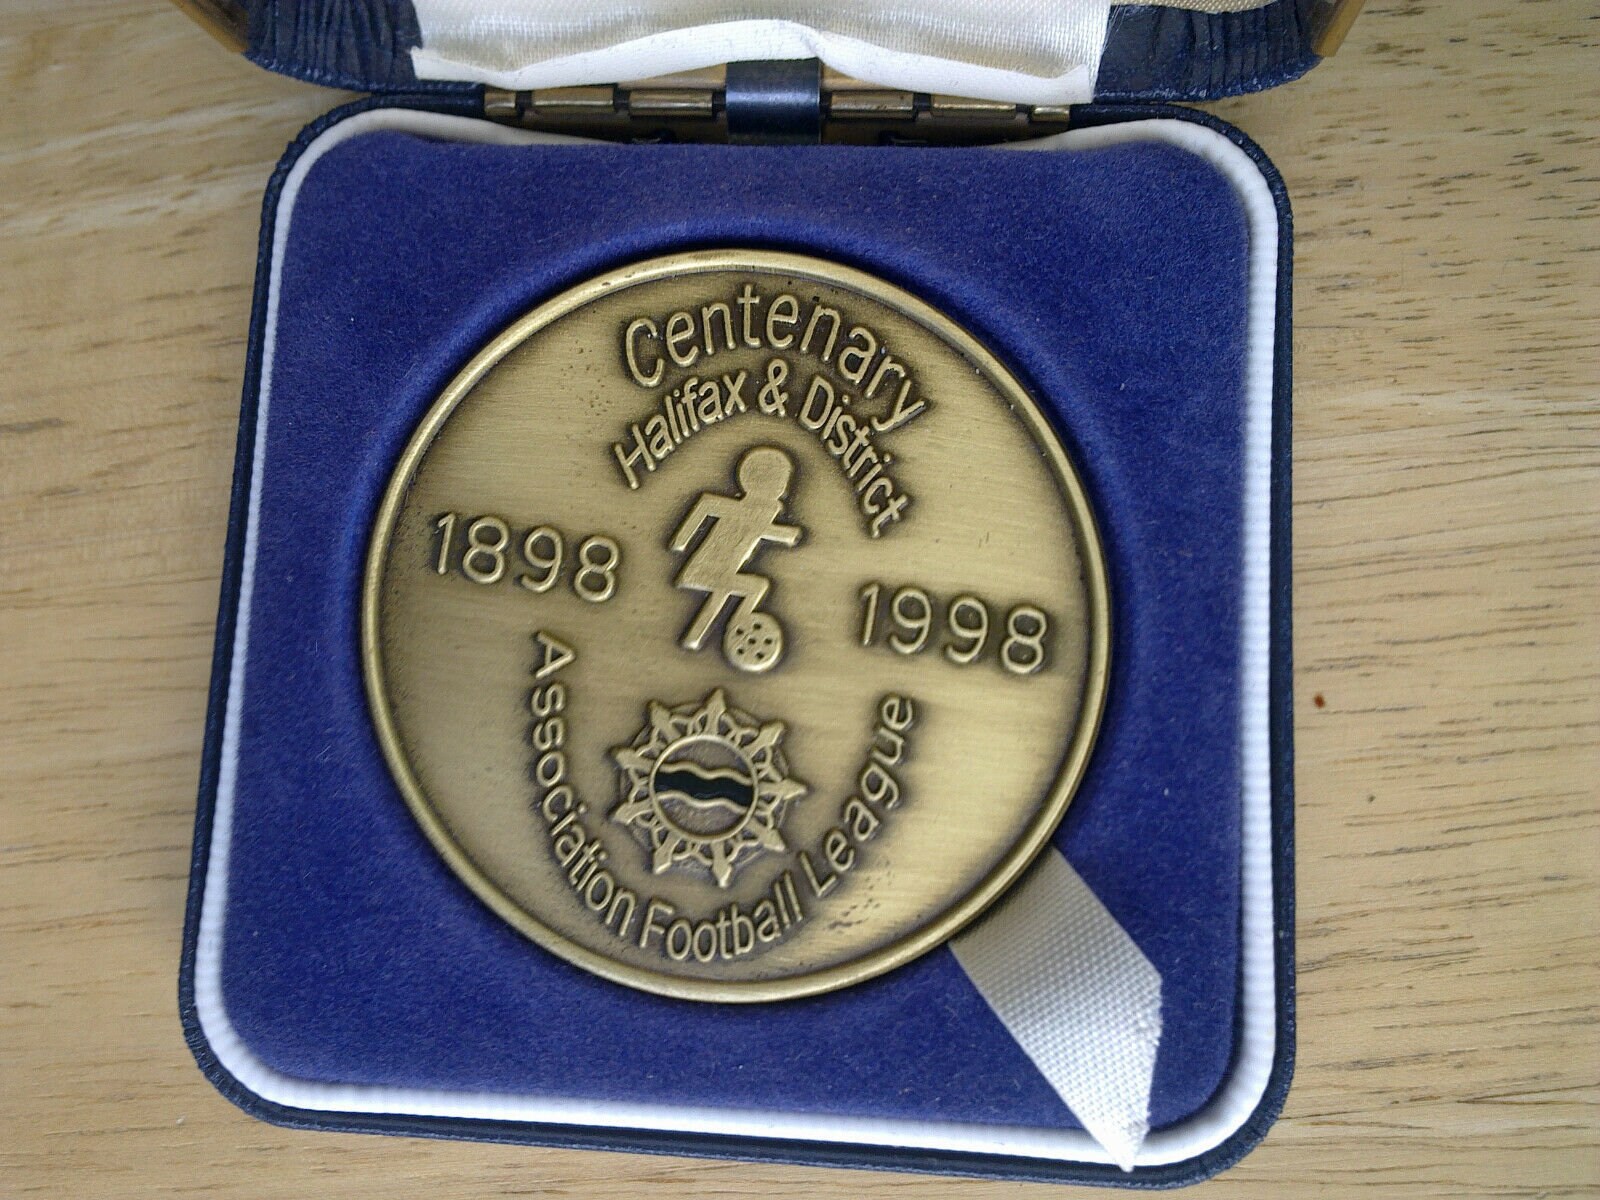 Centenary
Halifax & District
1898
1998
Association Football League